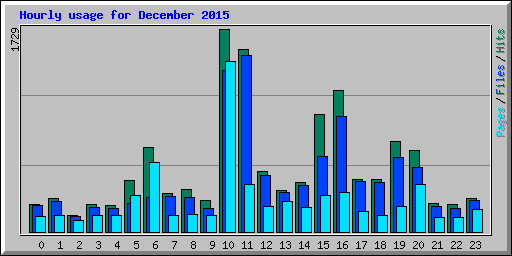 Hourly usage for December 2015
1729
Pages / Files / Hits
0 1 2 3 4 5 6 7 8 9 10 11 12 13 14 15 16 17 18 19 20 21 22 23